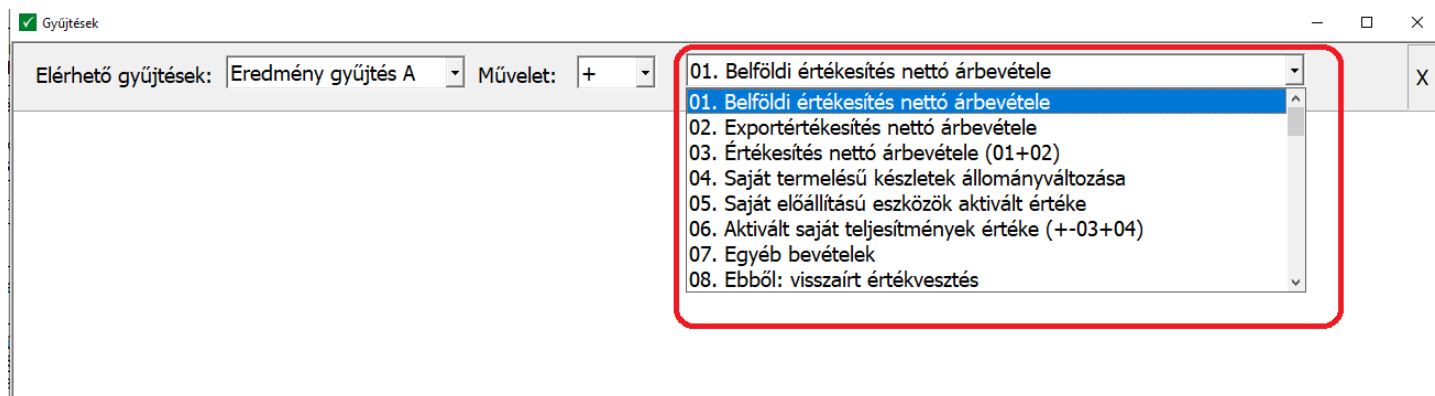 Gyűjtések
Elérhető gyűjtések: Eredmény gyűjtés A Művelet: + 01. Belföldi értékesítés nettó árbevétele X
01. Belföldi értékesítés nettó árbevétele
02. Exportértékesítés nettó árbevétele
03. Értékesítés nettó árbevétele (01+02)
04. Saját termelésű készletek állományváltozása
05. Saját előállítású eszközök aktivált értéke
06. Aktivált saját teljesítmények értéke (+-03+04)
07. Egyéb bevételek
08. Ebből: visszaírt értékvesztés